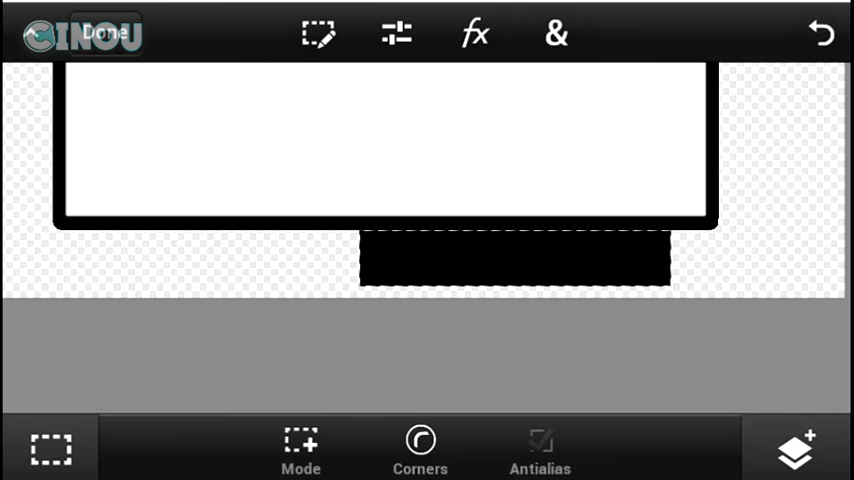 CINOU
Done
fx
&
Mode
Corners
Antialias